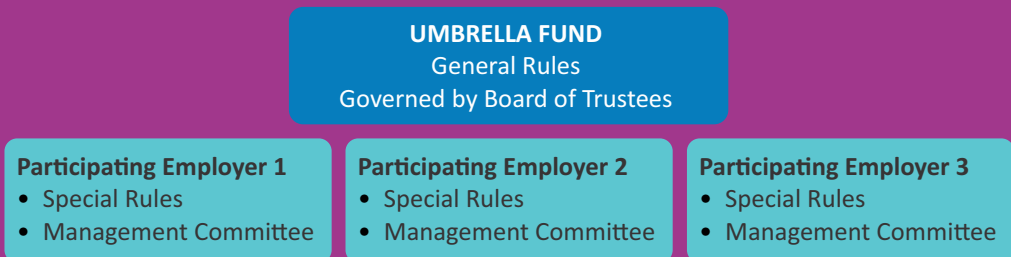 UMBRELLA FUND
General Rules
Governed by Board of Trustees
Participating Employer 1
• Special Rules
• Management Committee
Participating Employer 2
• Special Rules
• Management Committee
Participating Employer 3
• Special Rules
• Management Committee